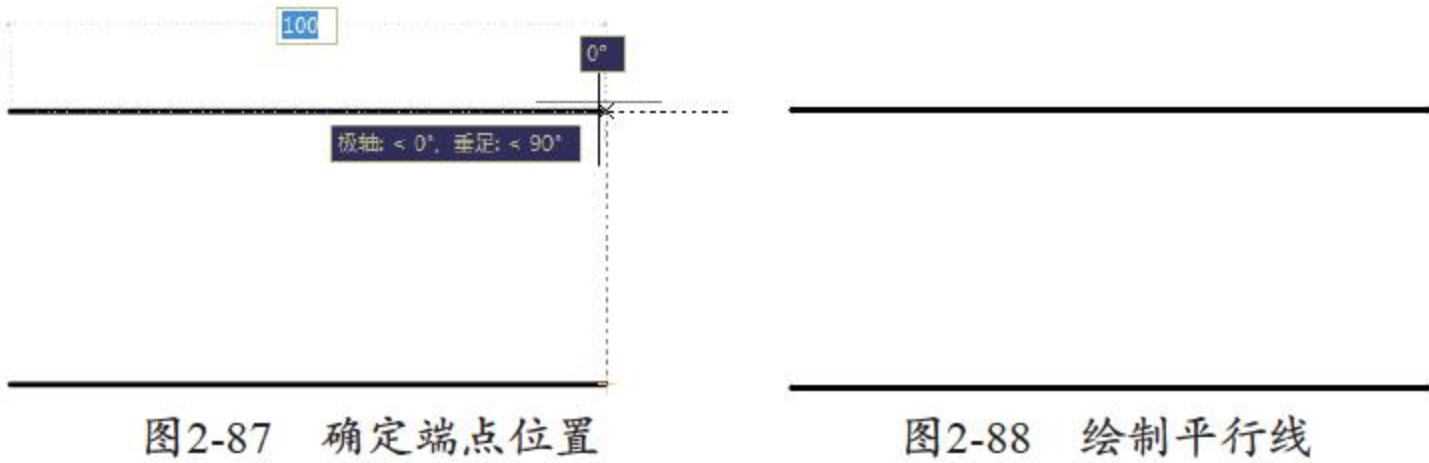 100
0°
极轴: < 0°, 垂足: < 90°
图2-87 确定端点位置
图2-88 绘制平行线